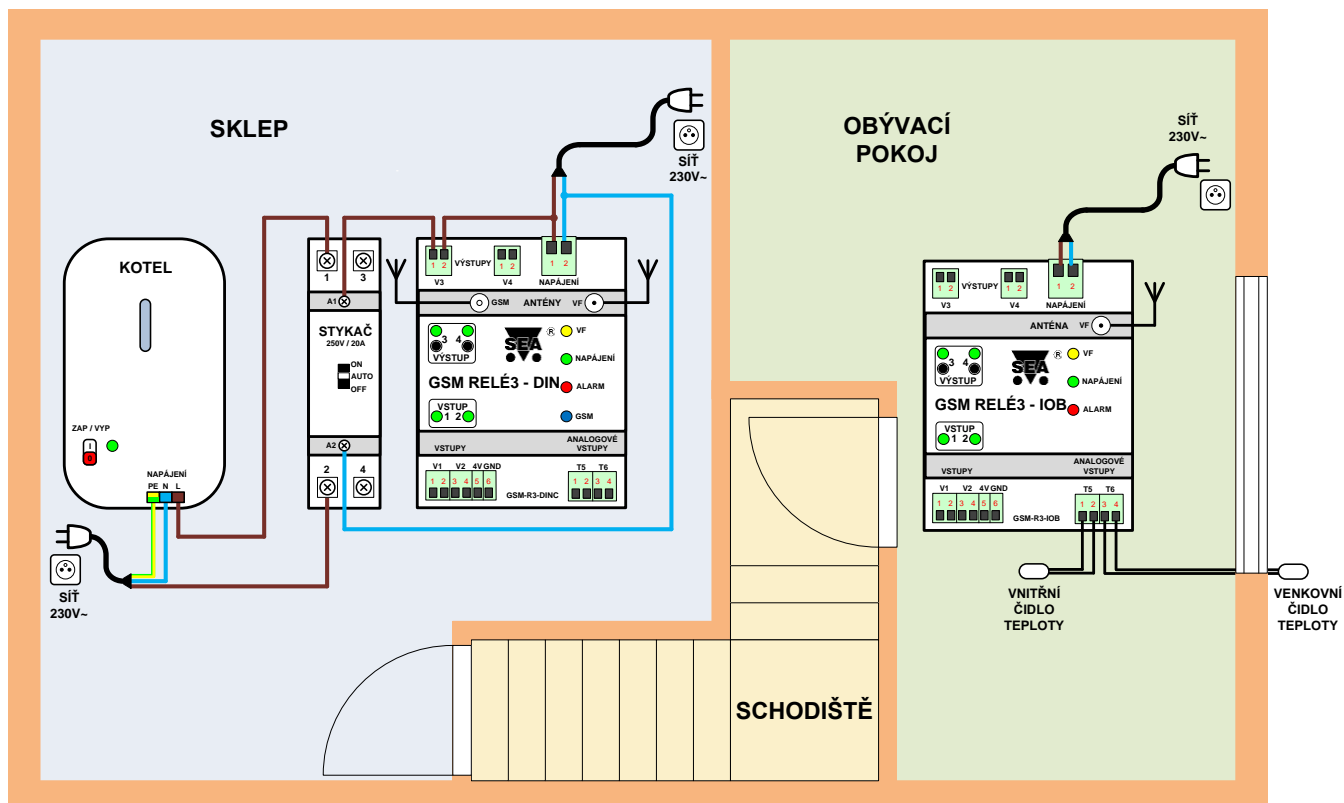 SKLEP
SÍŤ
230V~
OBÝVACÍ
POKOJ
SÍŤ
230V~
KOTEL
ZAP / VYP
I
0
NAPÁJENÍ
PE N L
SÍŤ
230V~
1 3
A1
STYKAČ
250V / 20A
ON
AUTO
OFF
A2
2 4
1 2 VÝSTUPY 1 2 1 2
V3 V4 NAPÁJENÍ
GSM ANTÉNY VF
3 4
VÝSTUP
SEA ®
VF
NAPÁJENÍ
GSM RELÉ3 - DIN
ALARM
VSTUP
1 2
GSM
VSTUPY
ANALOGOVÉ
VSTUPY
V1 V2 4V GND T5 T6
1 2 3 4 5 6 1 2 3 4
GSM-R3-DINC
1 2 VÝSTUPY 1 2 1 2
V3 V4 NAPÁJENÍ
ANTÉNA VF
3 4
VÝSTUP
SEA ®
VF
NAPÁJENÍ
GSM RELÉ3 - IOB
ALARM
VSTUP
1 2
VSTUPY
ANALOGOVÉ
VSTUPY
V1 V2 4V GND T5 T6
1 2 3 4 5 6 1 2 3 4
GSM-R3-IOB
VNITŘNÍ
ČIDLO
TEPLOTY
VENKOVNÍ
ČIDLO
TEPLOTY
SCHODIŠTĚ